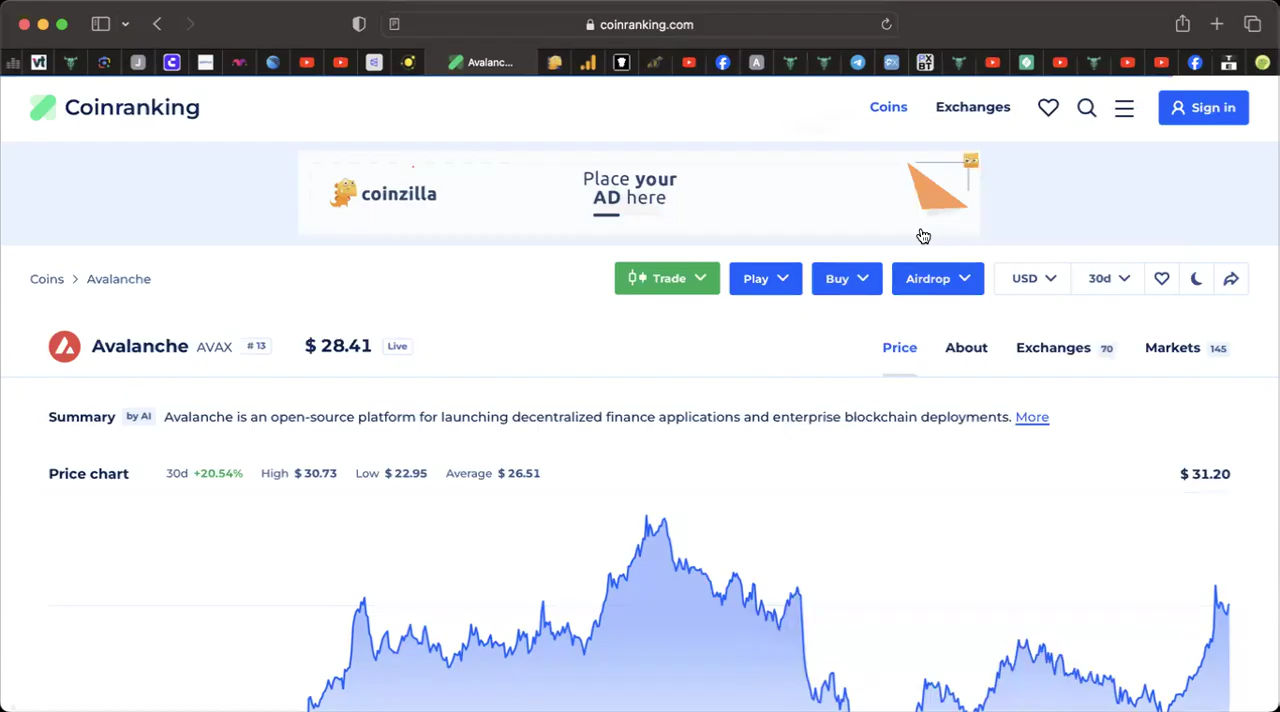 coinranking.com
Avalanc...
Coinranking
Coins
Exchanges
Sign in
coinzilla
Place your
AD here
Coins > Avalanche
Trade
Play
Buy
Airdrop
USD
30d
Avalanche AVAX # 13 $ 28.41 Live
Price
About
Exchanges 70
Markets 145
Summary by AI Avalanche is an open-source platform for launching decentralized finance applications and enterprise blockchain deployments. More
Price chart 30d +20.54% High $ 30.73 Low $ 22.95 Average $ 26.51
$ 31.20